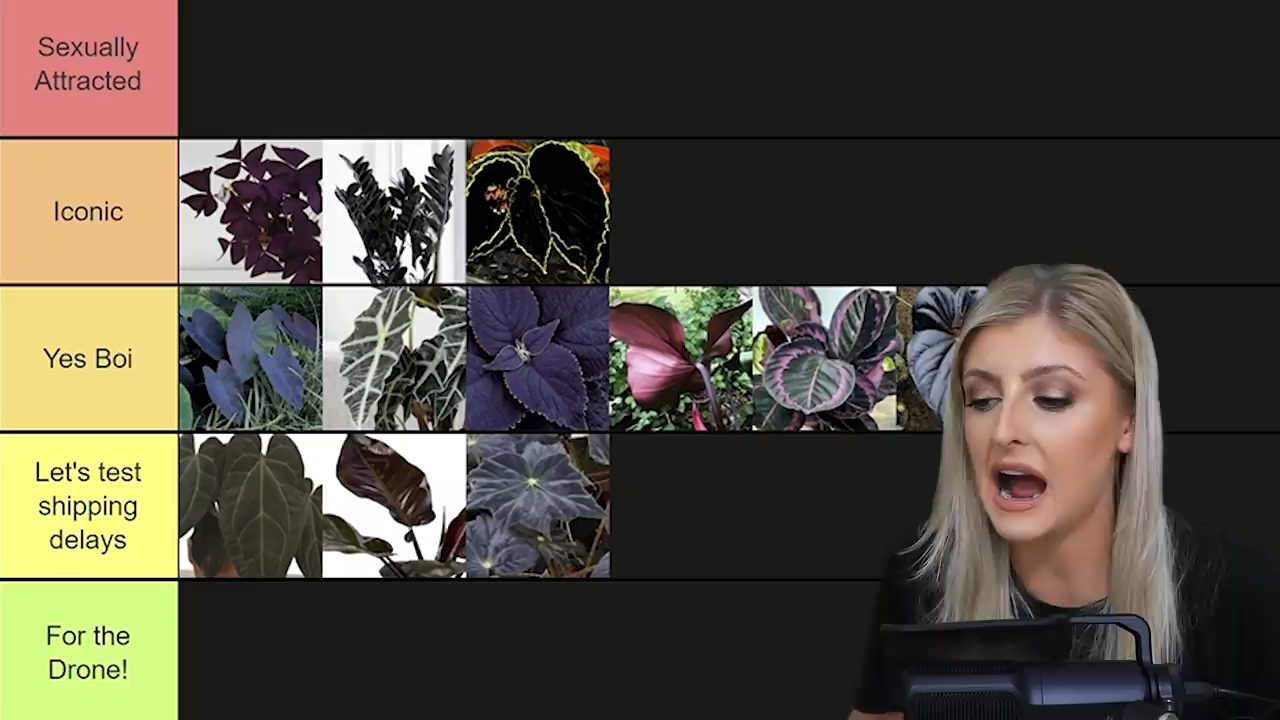 Sexually
Attracted
Iconic
Yes Boi
Let's test
shipping
delays
For the
Drone!